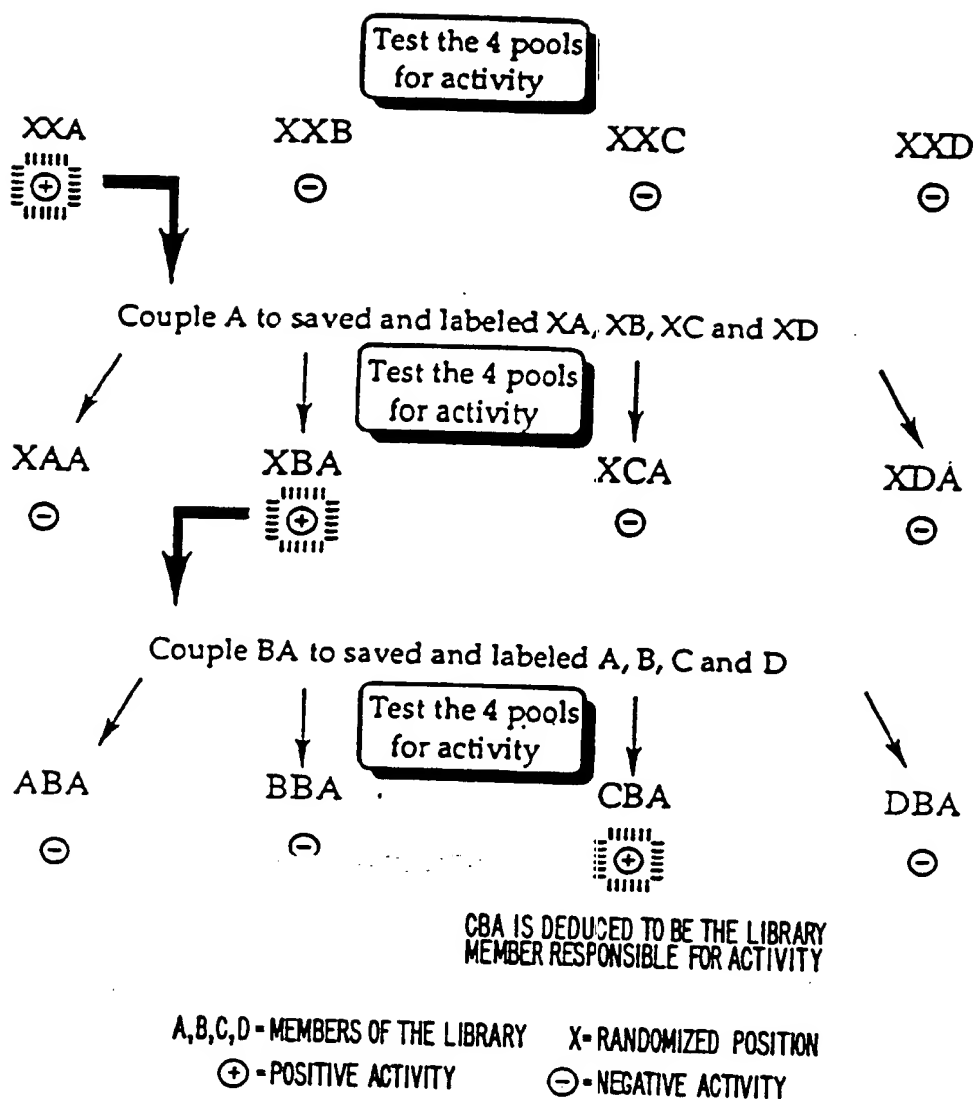 Test the 4 pools
for activity
XXA XXB XXC XXD
⊕ ⊖ ⊖ ⊖
Couple A to saved and labeled XA, XB, XC and XD
Test the 4 pools
for activity
XAA XBA XCA XDA
⊖ ⊕ ⊖ ⊖
Couple BA to saved and labeled A, B, C and D
Test the 4 pools
for activity
ABA BBA CBA DBA
⊖ ⊖ ⊕ ⊖
CBA IS DEDUCED TO BE THE LIBRARY
MEMBER RESPONSIBLE FOR ACTIVITY
A,B,C,D = MEMBERS OF THE LIBRARY X = RANDOMIZED POSITION
⊕ = POSITIVE ACTIVITY ⊖ = NEGATIVE ACTIVITY